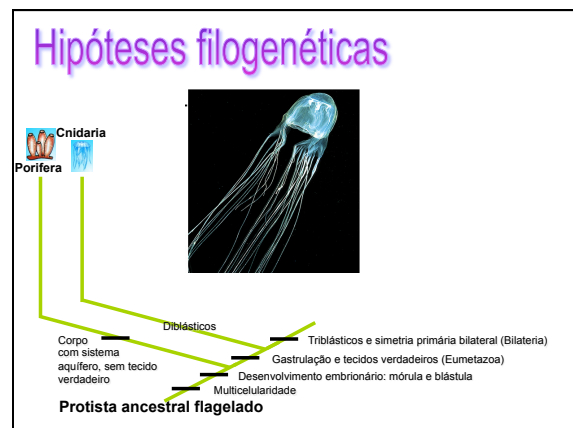 Hipóteses filogenéticas
Cnidaria
Porifera
Diblásticos
Corpo
com sistema
aquífero, sem tecido
verdadeiro
Triblásticos e simetria primária bilateral (Bilateria)
Gastrulação e tecidos verdadeiros (Eumetazoa)
Desenvolvimento embrionário: mórula e blástula
Multicelularidade
Protista ancestral flagelado